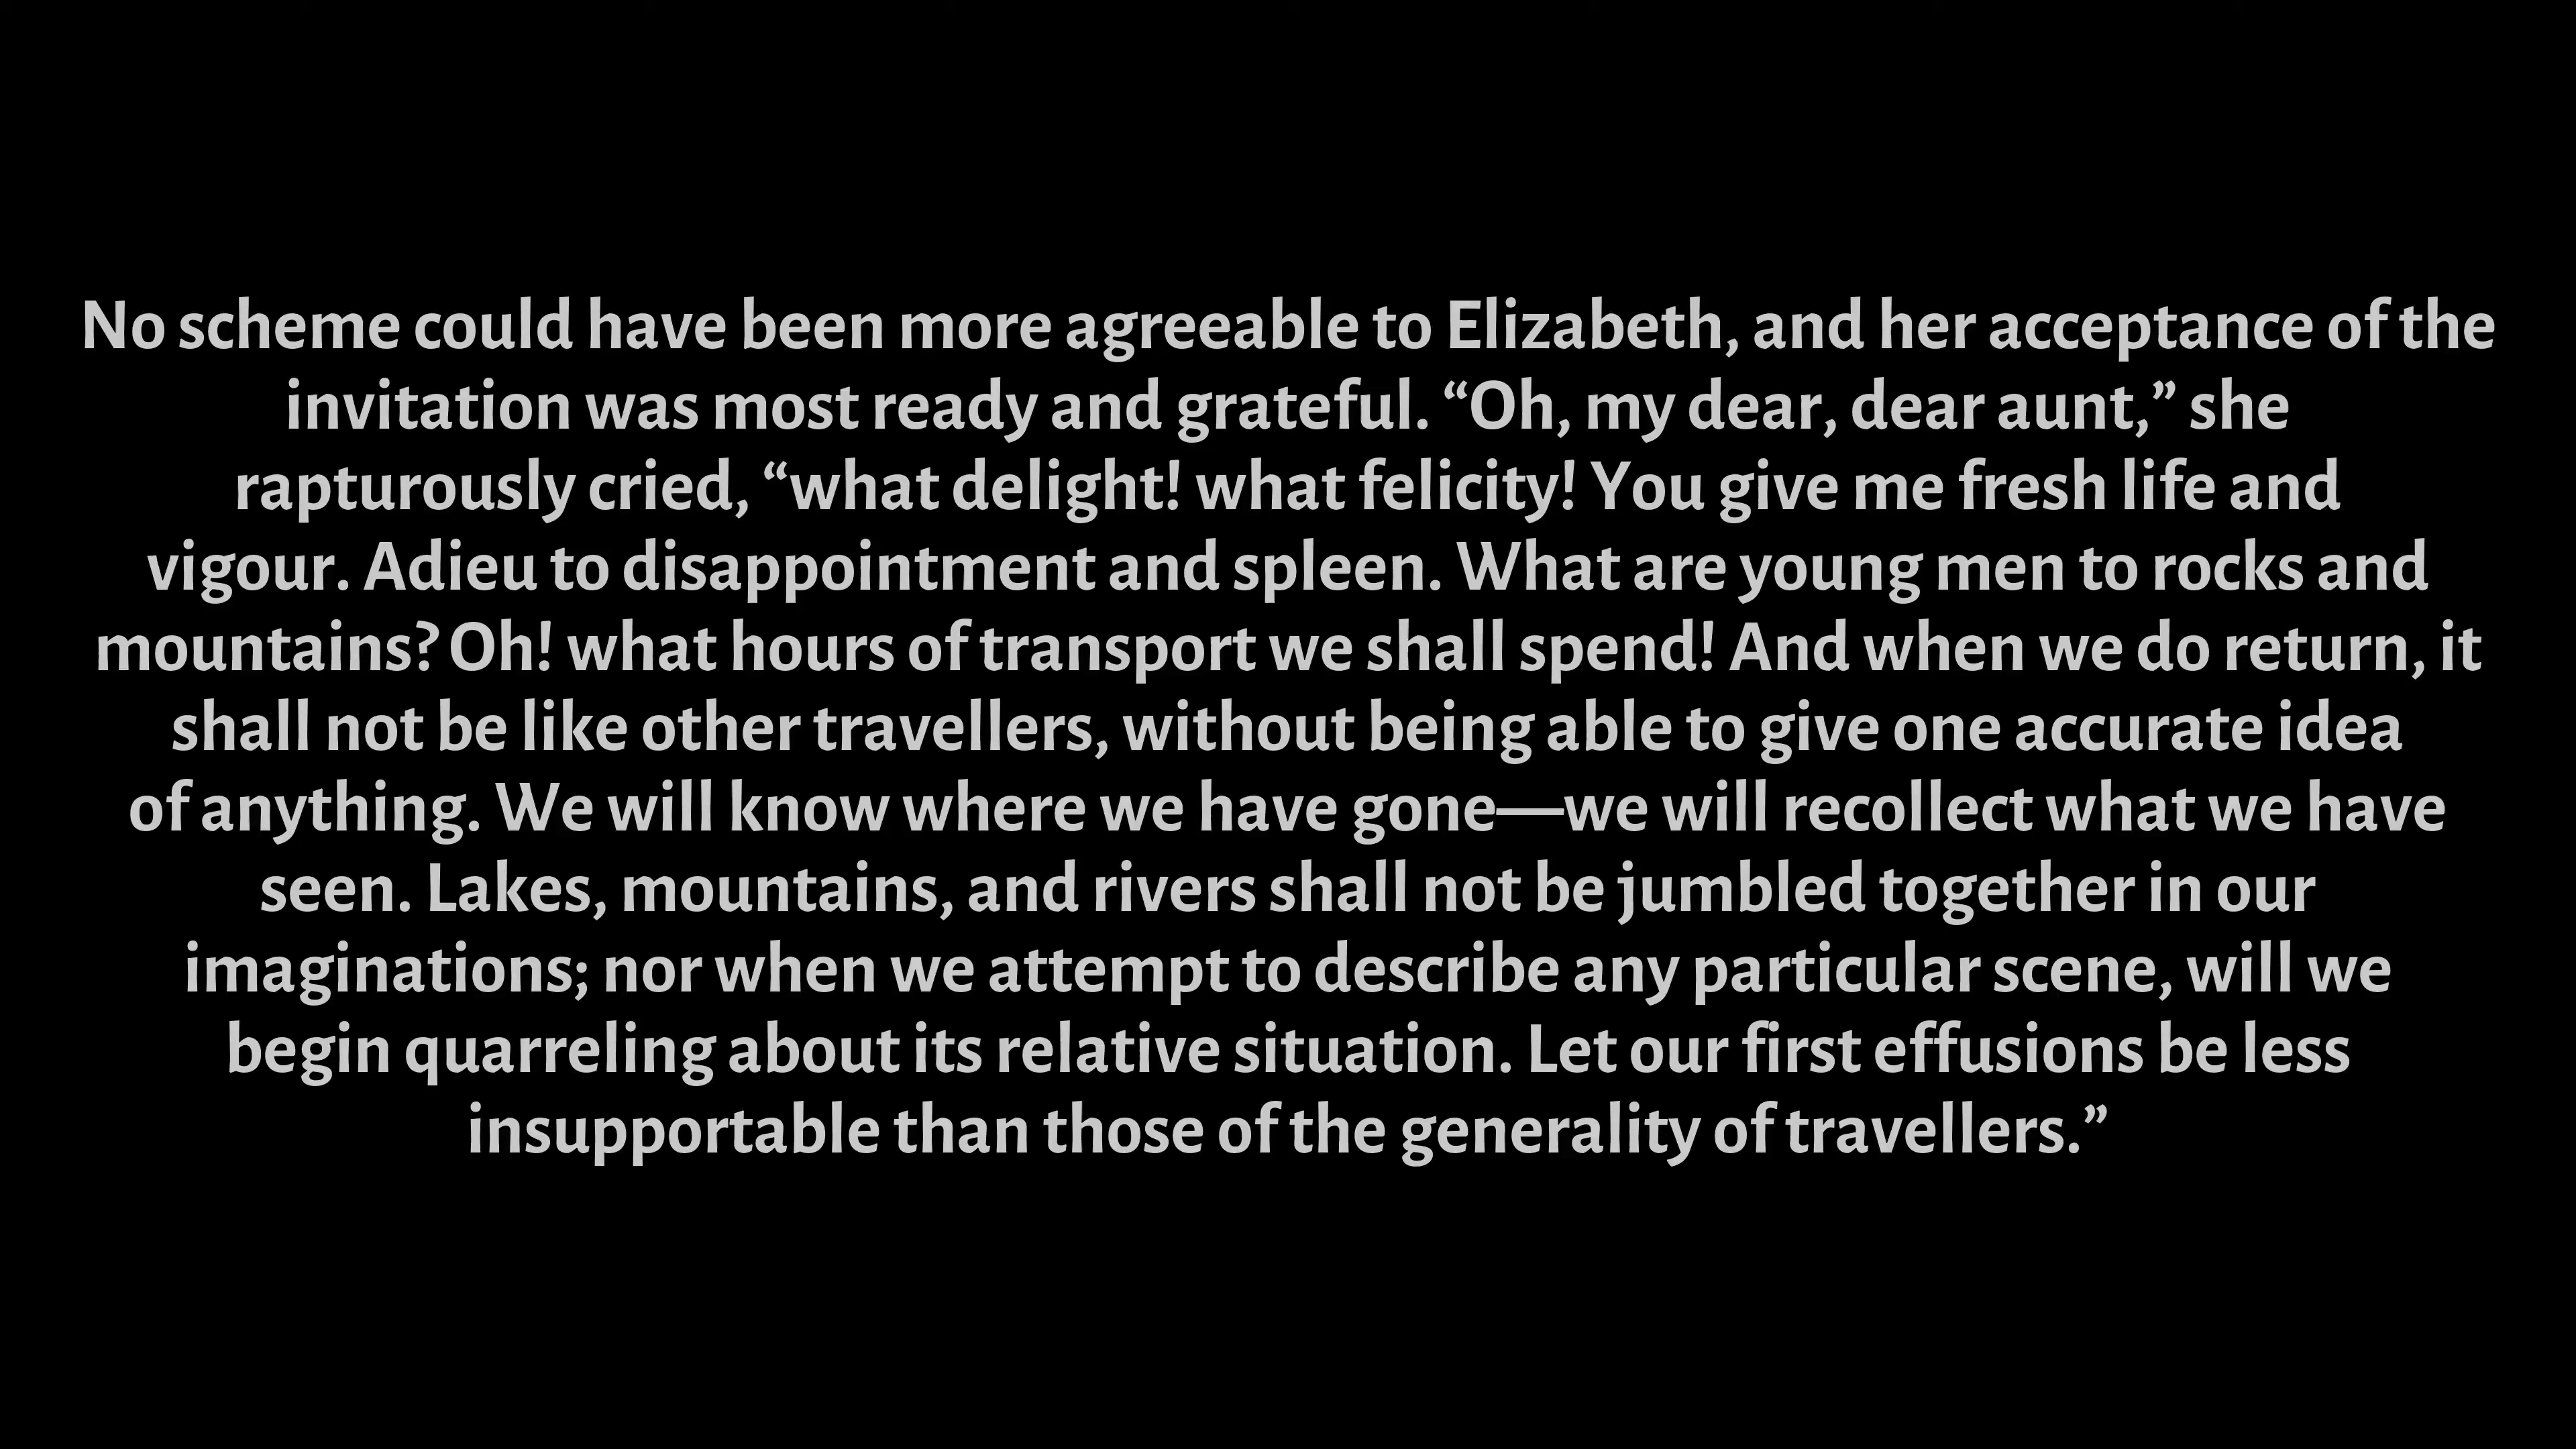 No scheme could have been more agreeable to Elizabeth, and her acceptance of the
invitation was most ready and grateful. “Oh, my dear, dear aunt,” she
rapturously cried, “what delight! what felicity! You give me fresh life and
vigour. Adieu to disappointment and spleen. What are young men to rocks and
mountains? Oh! what hours of transport we shall spend! And when we do return, it
shall not be like other travellers, without being able to give one accurate idea
of anything. We will know where we have gone—we will recollect what we have
seen. Lakes, mountains, and rivers shall not be jumbled together in our
imaginations; nor when we attempt to describe any particular scene, will we
begin quarreling about its relative situation. Let our first effusions be less
insupportable than those of the generality of travellers.”